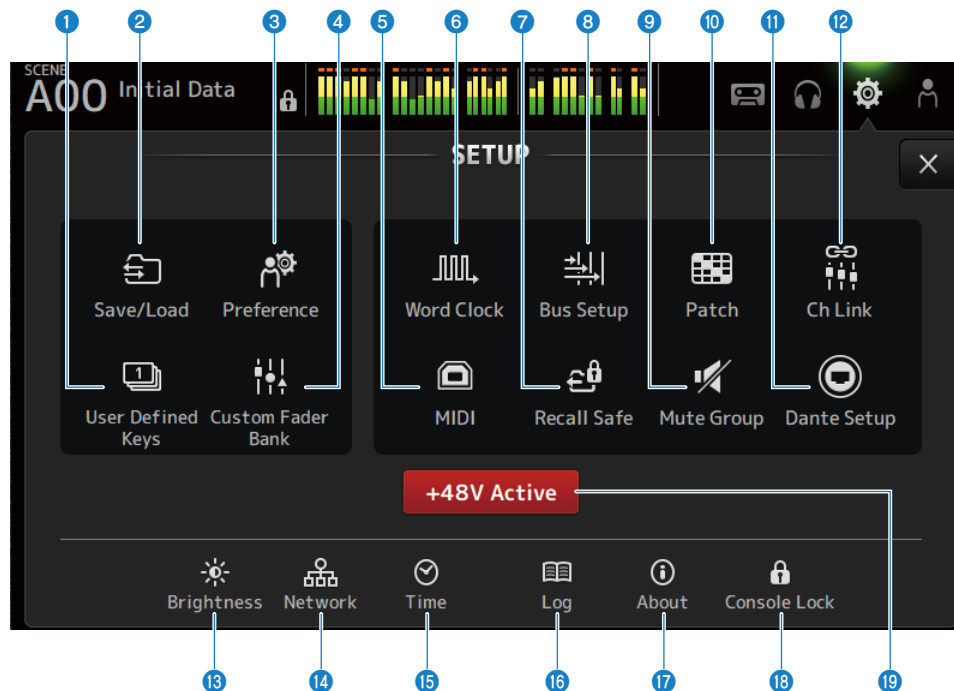 1 2 3 4 5 6 7 8 9 10 11 12
SCENE
A00 Initial Data
SETUP
Save/Load Preference Word Clock Bus Setup Patch Ch Link
1
User Defined Keys Custom Fader Bank MIDI Recall Safe Mute Group Dante Setup
+48V Active
Brightness Network Time Log About Console Lock
13 14 15 16 17 18 19